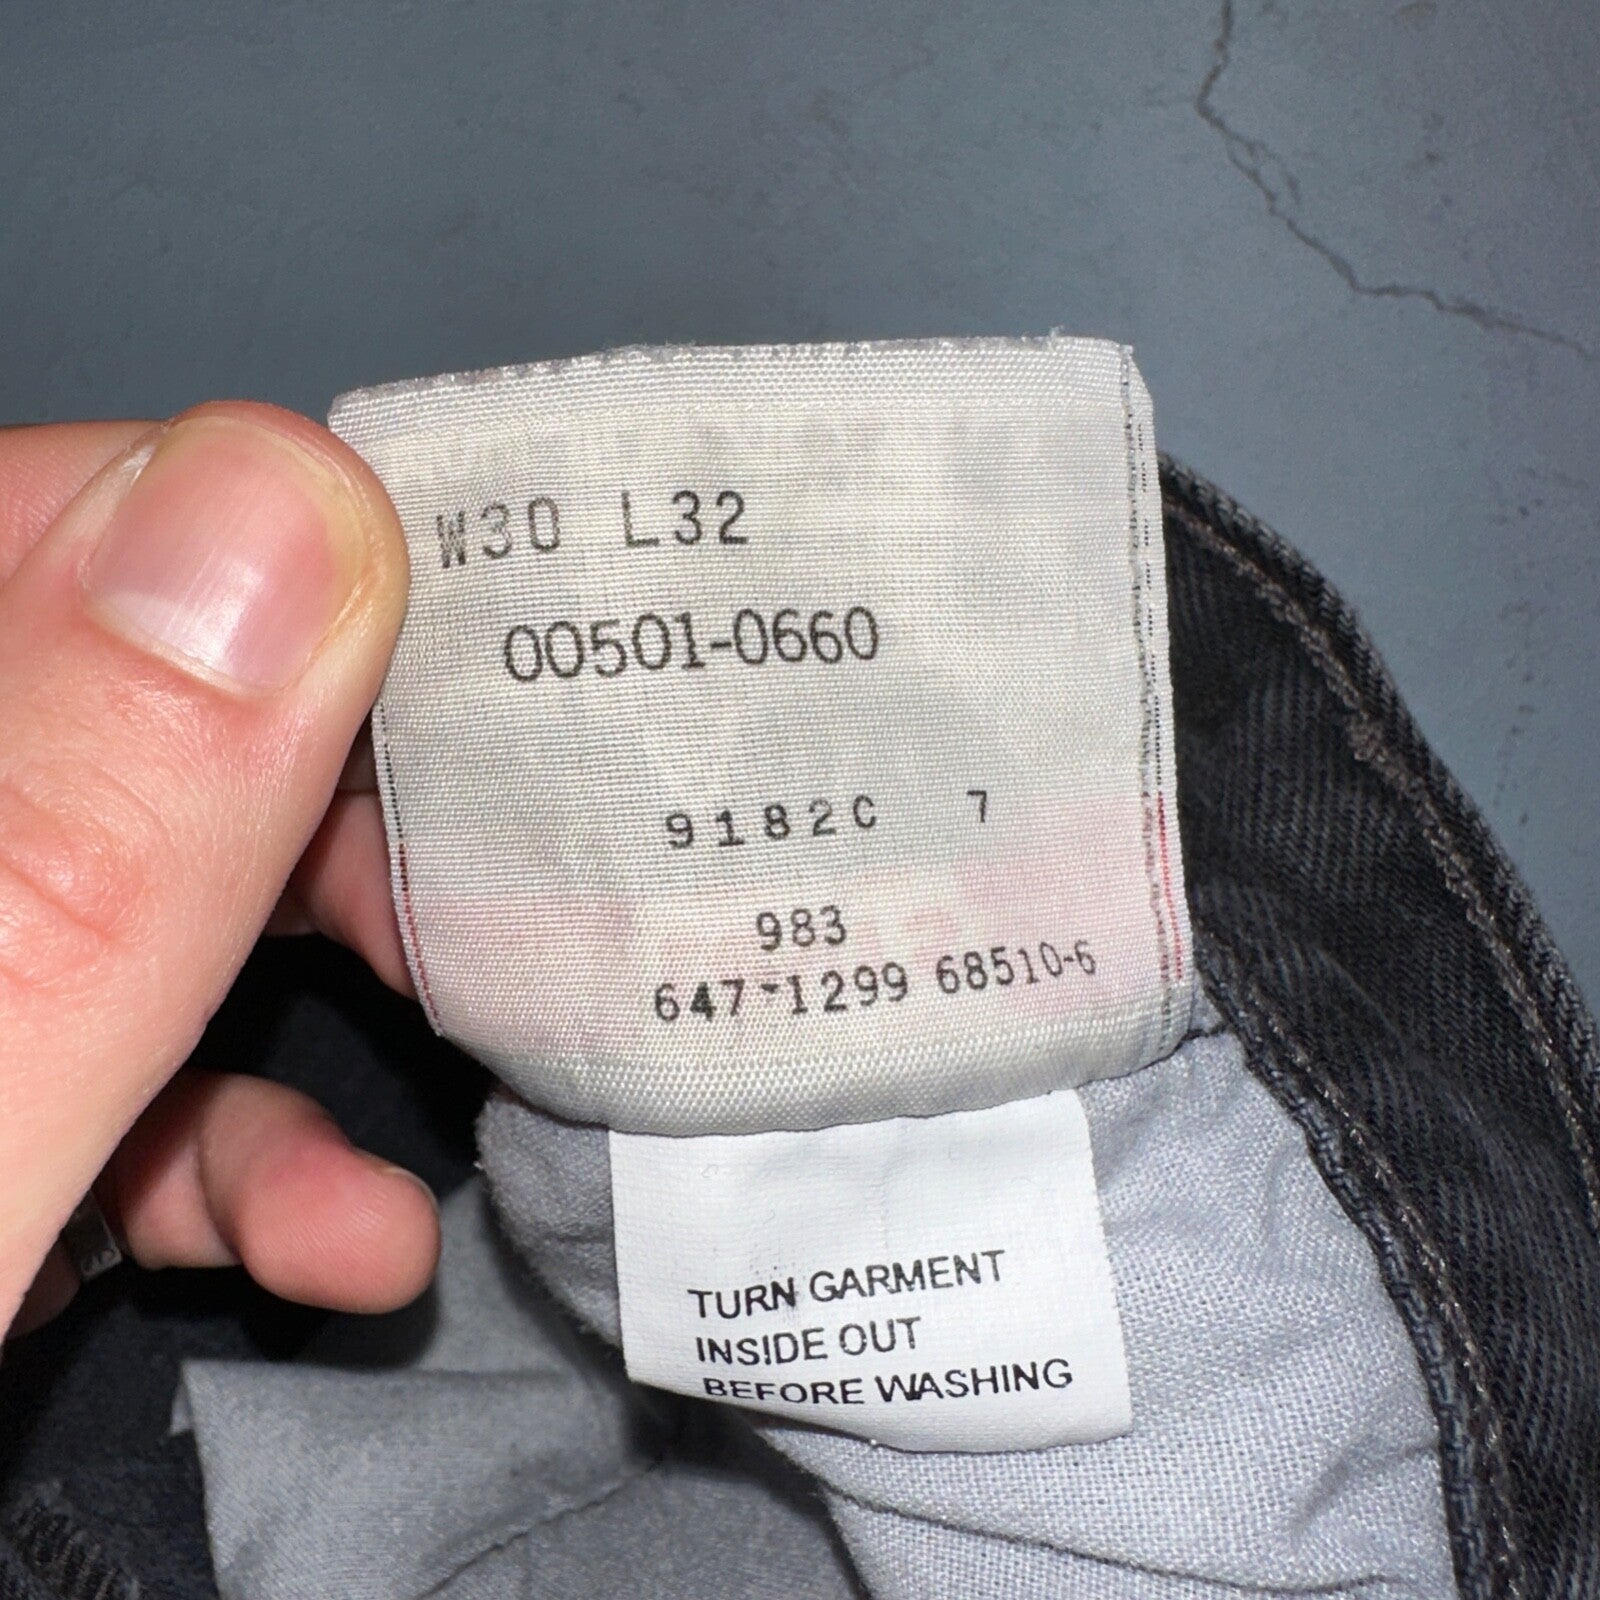 W30 L32
00501-0660
9182C 7
983
647-1299 68510-6
TURN GARMENT
INSIDE OUT
BEFORE WASHING